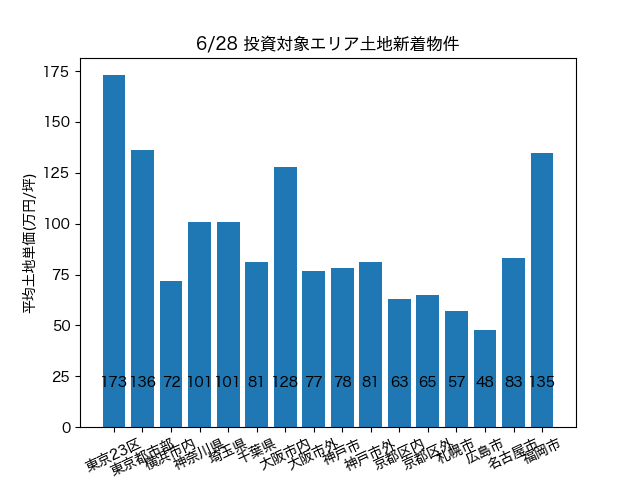 6/28 投資対象エリア土地新着物件
平均土地単価(万円/坪)
175
150
125
100
75
50
25
0
173 136 72 101 101 81 128 77 78 81 63 65 57 48 83 135
東京23区
東京都市部
横浜市内
神奈川県
埼玉県
千葉県
大阪市内
大阪市外
神戸市
神戸市外
京都区内
京都区外
札幌市
広島市
名古屋市
福岡市